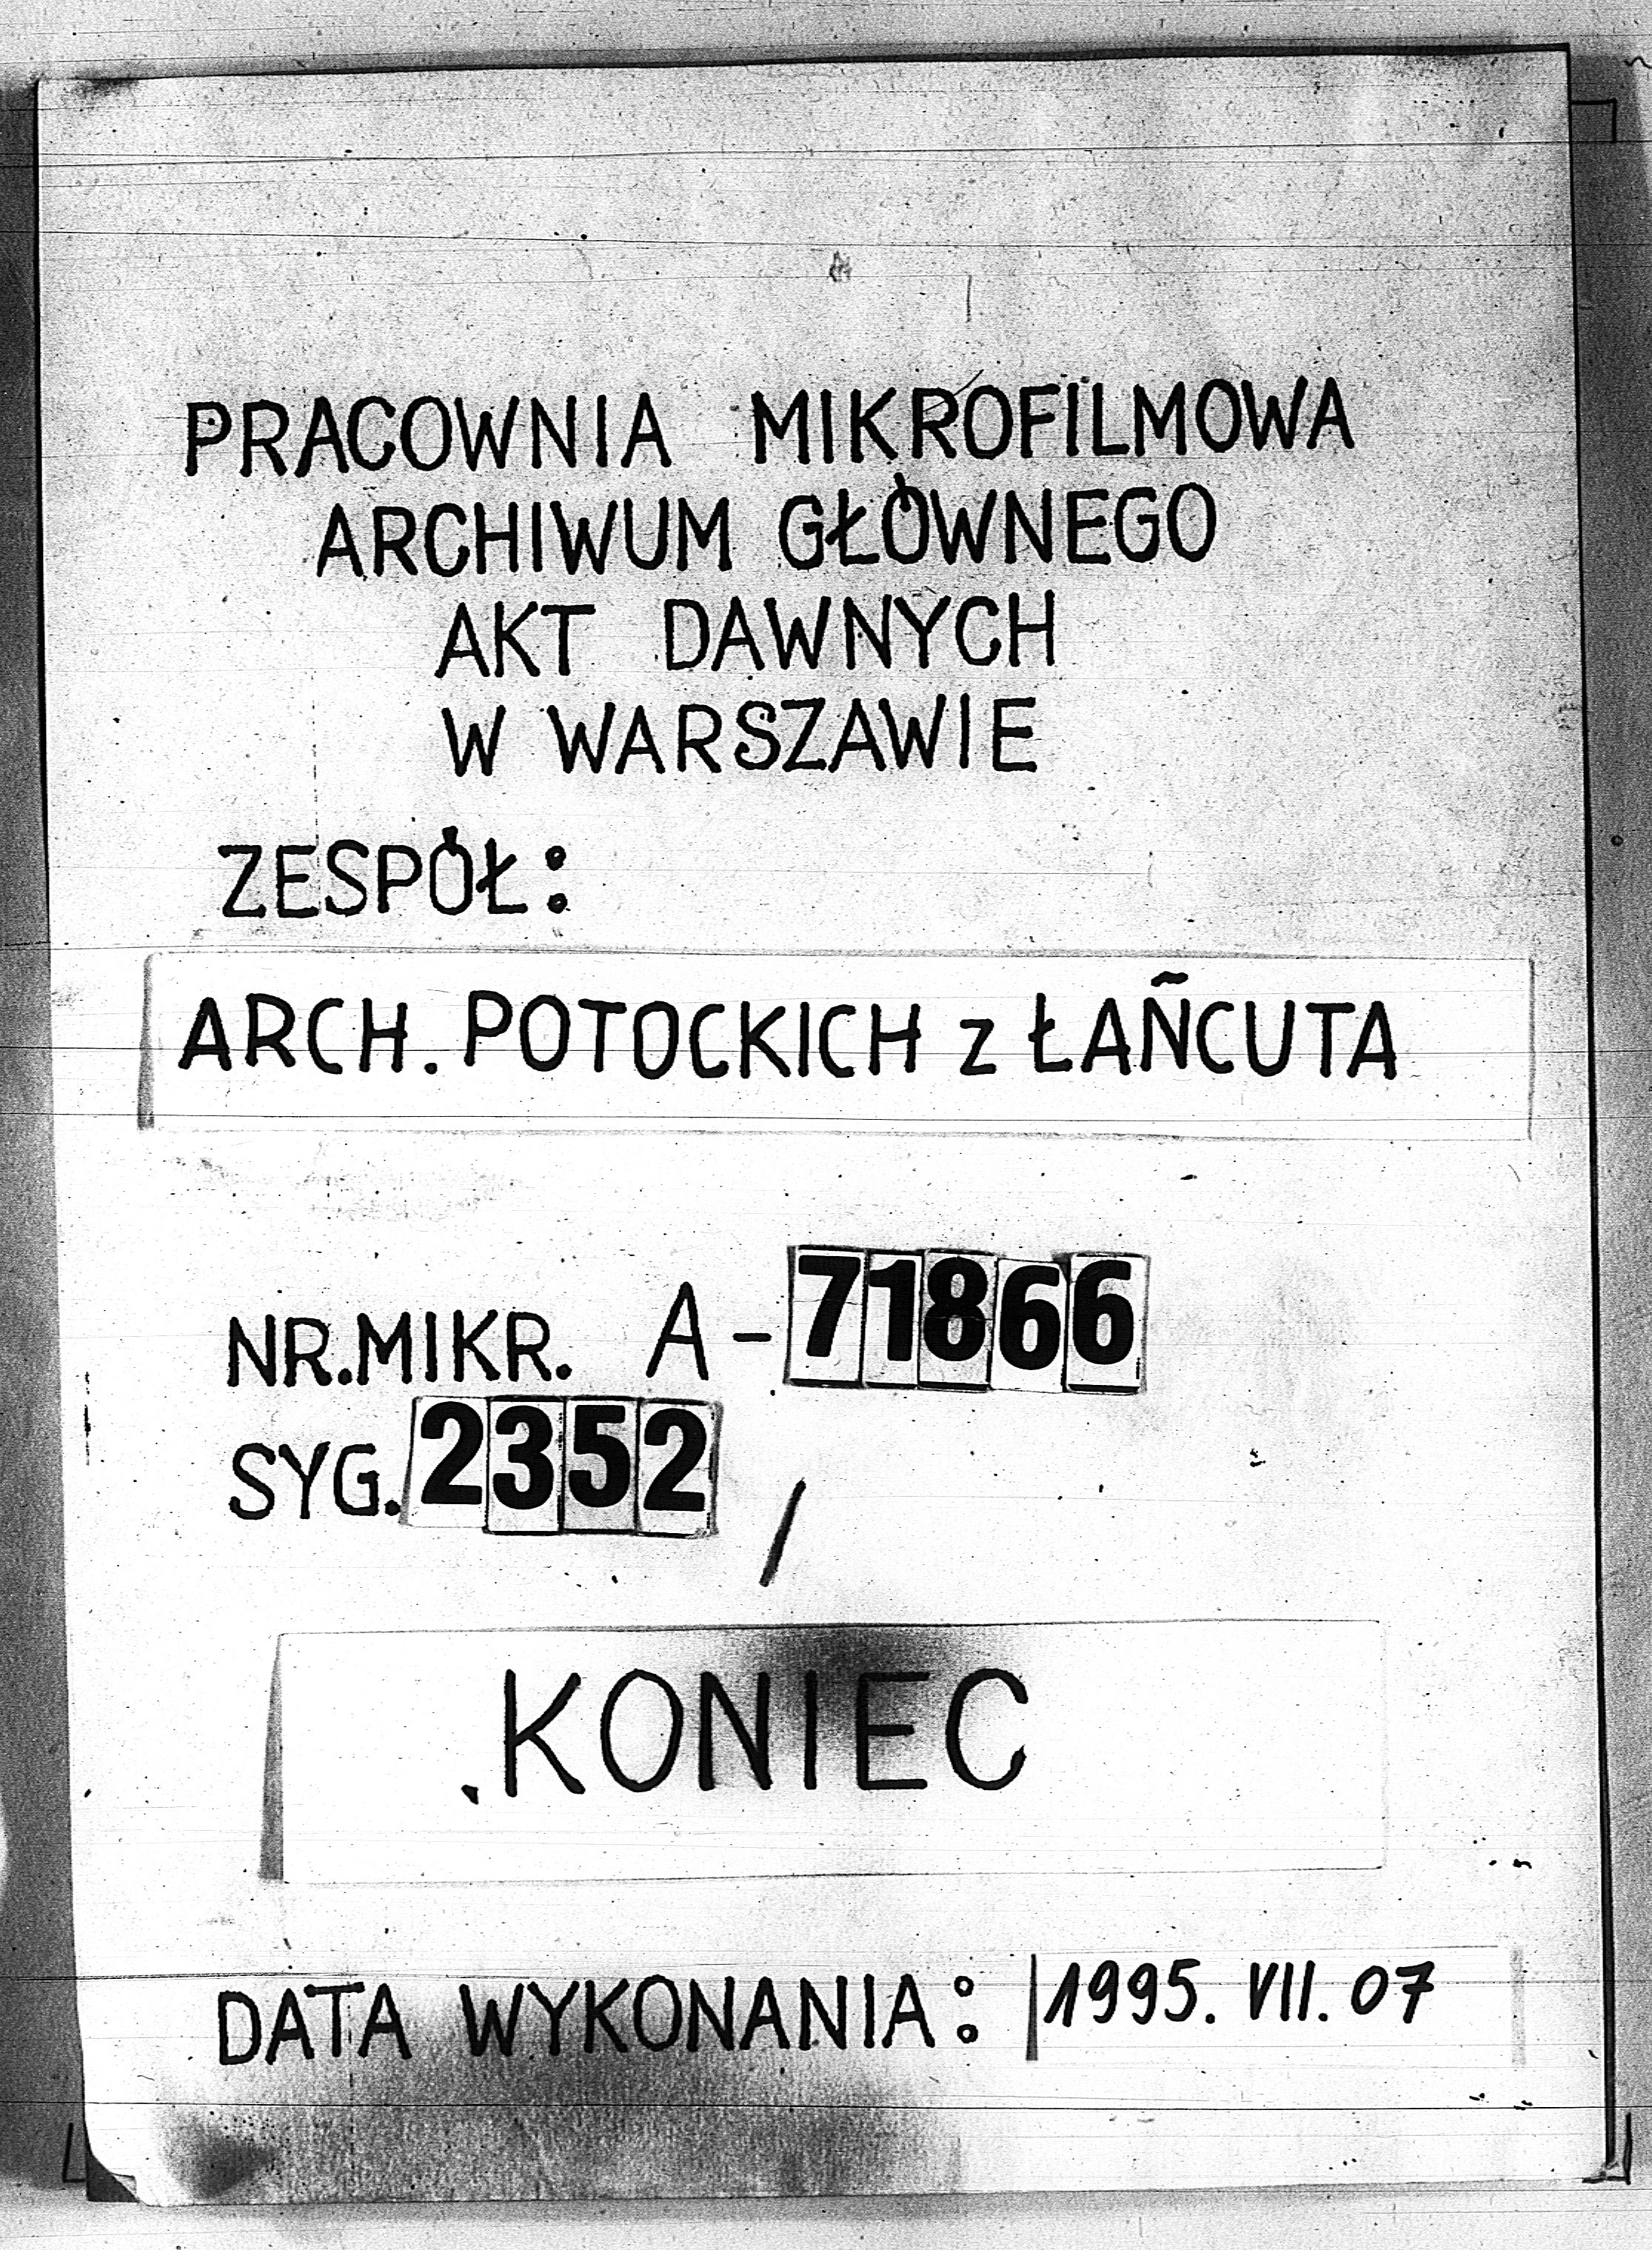 PRACOWNIA MIKROFILMOWA
ARCHIWUM GŁÓWNEGO
AKT DAWNYCH
W WARSZAWIE
ZESPÓŁ:
ARCH. POTOCKICH z ŁAŃCUTA
NR.MIKR. A-71866
SYG. 2352 /
KONIEC
DATA WYKONANIA: 1995. VII. 07